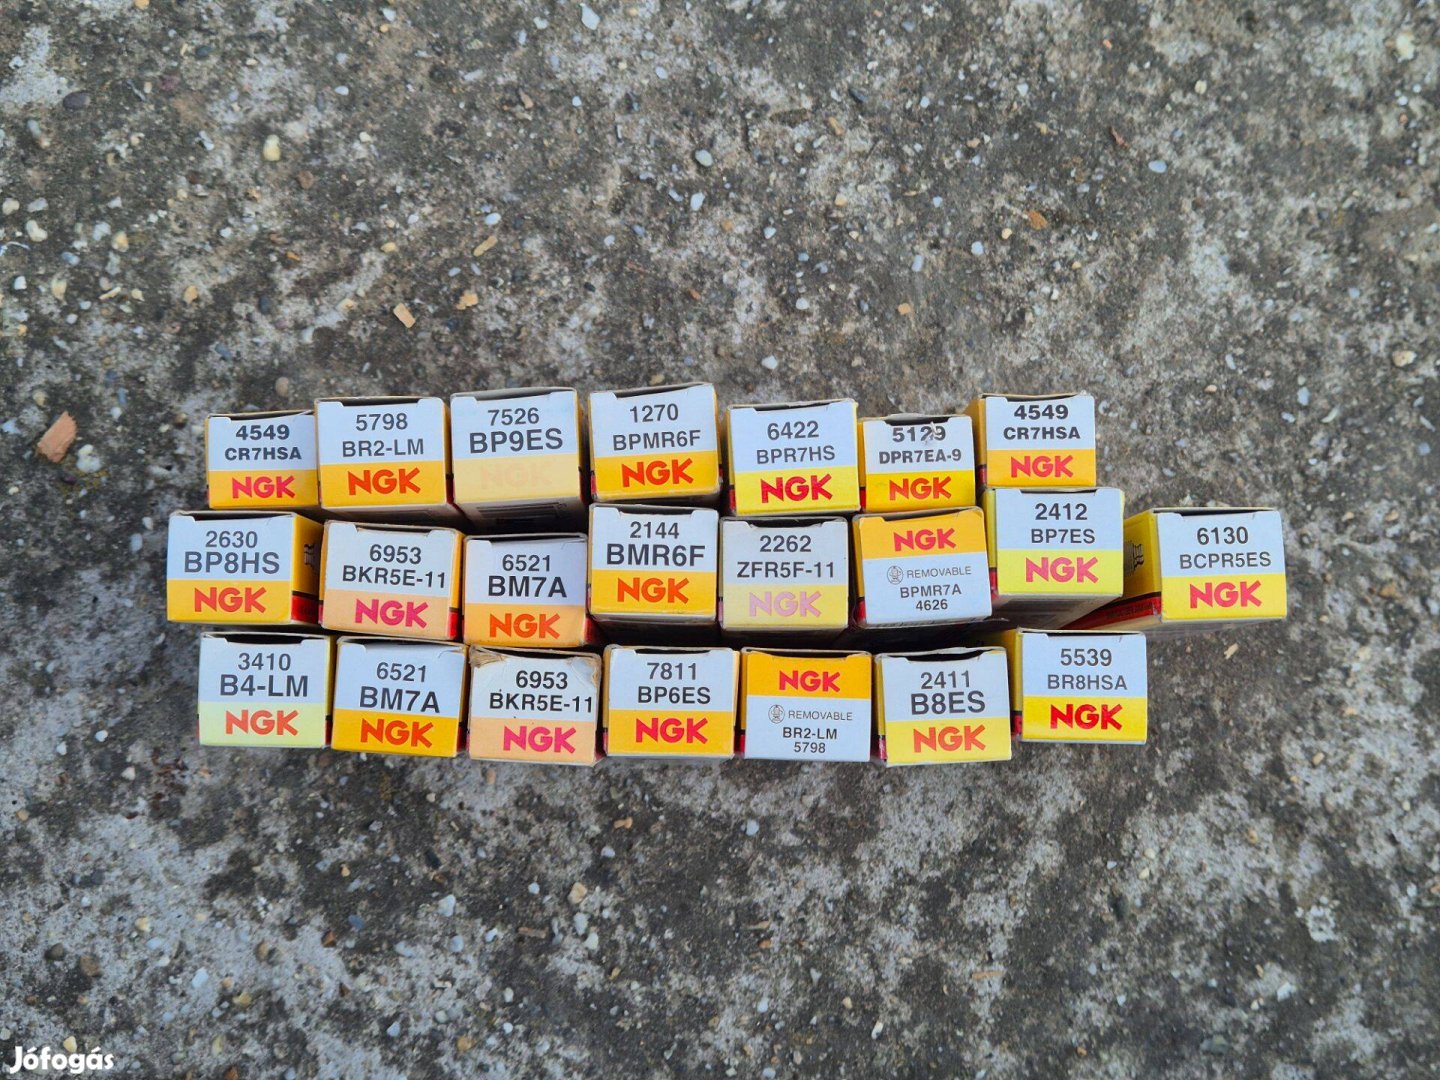 4549
CR7HSA
NGK
5798
BR2-LM
NGK
7526
BP9ES
NGK
1270
BPMR6F
NGK
6422
BPR7HS
NGK
5129
DPR7EA-9
NGK
4549
CR7HSA
NGK
2630
BP8HS
NGK
6953
BKR5E-11
NGK
6521
BM7A
NGK
2144
BMR6F
NGK
2262
ZFR5F-11
NGK
NGK
REMOVABLE
BPMR7A
4626
2412
BP7ES
NGK
6130
BCPR5ES
NGK
3410
B4-LM
NGK
6521
BM7A
NGK
6953
BKR5E-11
NGK
7811
BP6ES
NGK
NGK
REMOVABLE
BR2-LM
5798
2411
B8ES
NGK
5539
BR8HSA
NGK
Jófogás